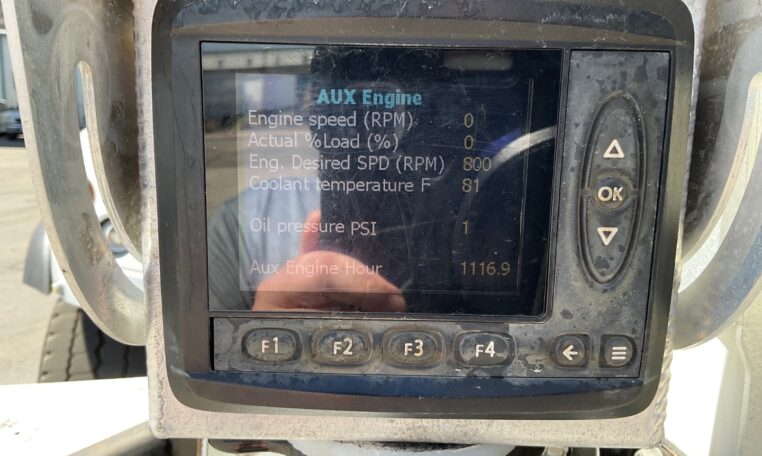 AUX Engine
Engine speed (RPM) 0
Actual %Load (%) 0
Eng. Desired SPD (RPM) 800
Coolant temperature F 81
Oil pressure PSI 1
Aux Engine Hour 1116.9
OK
F1 F2 F3 F4